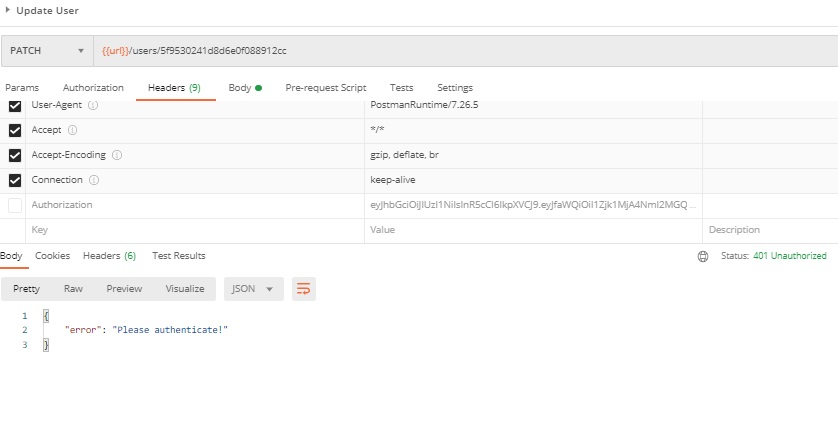 Update User
PATCH {{url}}/users/5f9530241d8d6e0f088912cc
Params Authorization Headers (9) Body Pre-request Script Tests Settings
User-Agent PostmanRuntime/7.26.5
Accept */*
Accept-Encoding gzip, deflate, br
Connection keep-alive
Authorization
Key Value Description
Body Cookies Headers (6) Test Results Status: 401 Unauthorized
Pretty Raw Preview Visualize JSON
1 {
2 "error": "Please authenticate!"
3 }